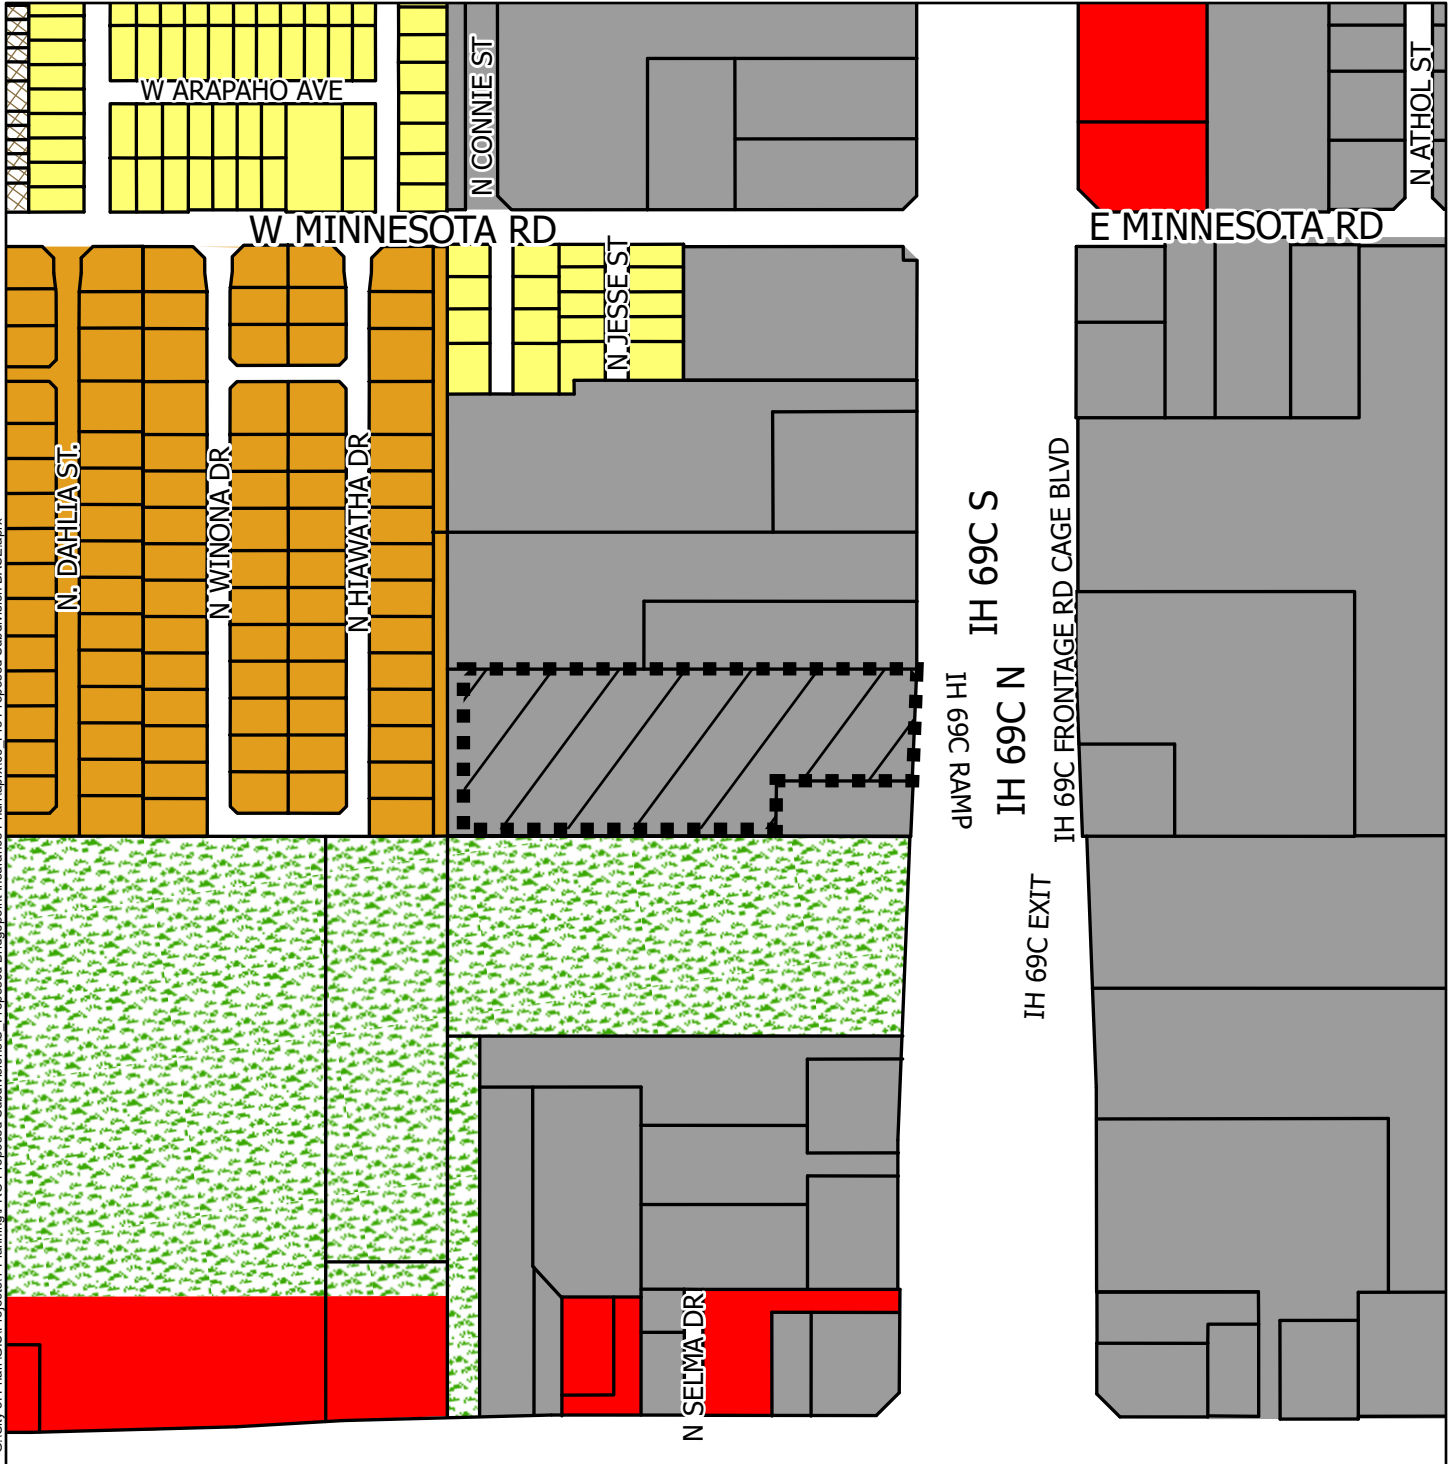 W ARAPAHO AVE
N CONNIE ST
N ATHOL ST
W MINNESOTA RD
E MINNESOTA RD
N JESSE ST
N. DAHLIA ST.
N WINONA DR
N HIAWATHA DR
IH 69C S
IH 69C N
IH 69C RAMP
IH 69C FRONTAGE RD CAGE BLVD
IH 69C EXIT
N SELMA DR